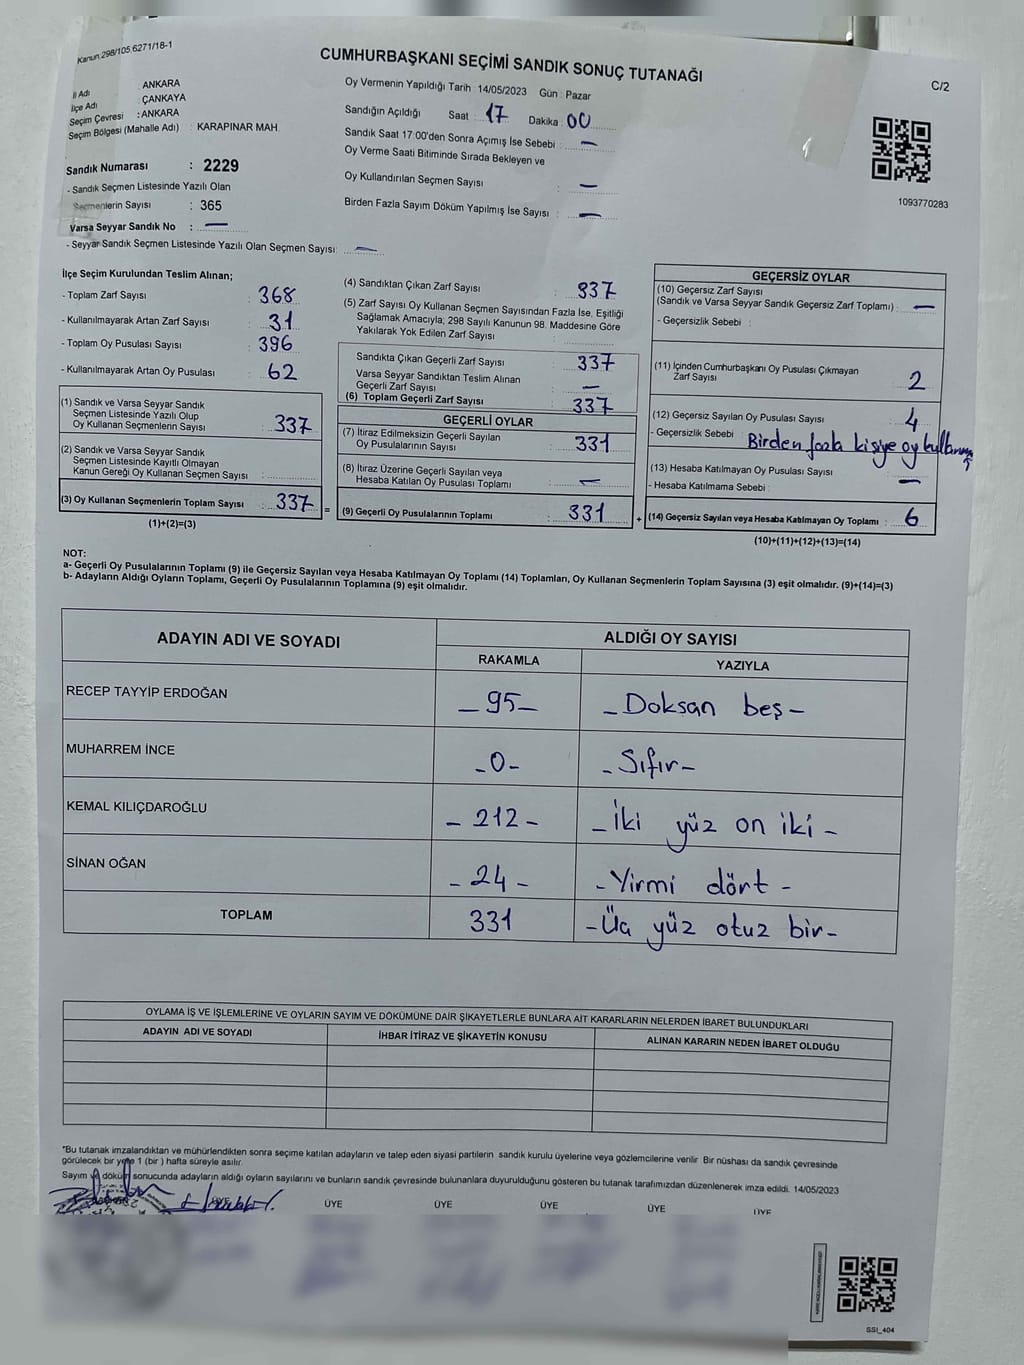 Kanun:298/105,6271/18-1
CUMHURBAŞKANI SEÇİMİ SANDIK SONUÇ TUTANAĞI
C/2
İl Adı : ANKARA
İlçe Adı : ÇANKAYA
Seçim Çevresi : ANKARA
Seçim Bölgesi (Mahalle Adı) : KARAPINAR MAH.
Oy Vermenin Yapıldığı Tarih : 14/05/2023 Gün : Pazar
Sandığın Açıldığı Saat : 17 Dakika : 00
Sandık Saat 17:00'den Sonra Açımış İse Sebebi : —
Oy Verme Saati Bitiminde Sırada Bekleyen ve
Oy Kullandırılan Seçmen Sayısı : —
Birden Fazla Sayım Döküm Yapılmış İse Sayısı : —
1093770283
Sandık Numarası : 2229
- Sandık Seçmen Listesinde Yazılı Olan
Seçmenlerin Sayısı : 365
Varsa Seyyar Sandık No : —
- Seyyar Sandık Seçmen Listesinde Yazılı Olan Seçmen Sayısı: —
İlçe Seçim Kurulundan Teslim Alınan;
- Toplam Zarf Sayısı : 368
- Kullanılmayarak Artan Zarf Sayısı : 31
- Toplam Oy Pusulası Sayısı : 396
- Kullanılmayarak Artan Oy Pusulası : 62
(1) Sandık ve Varsa Seyyar Sandık
Seçmen Listesinde Yazılı Olup
Oy Kullanan Seçmenlerin Sayısı : 337
(2) Sandık ve Varsa Seyyar Sandık
Seçmen Listesinde Kayıtlı Olmayan
Kanun Gereği Oy Kullanan Seçmen Sayısı :
(3) Oy Kullanan Seçmenlerin Toplam Sayısı : 337
(1)+(2)=(3)
=
(4) Sandıktan Çıkan Zarf Sayısı : 337
(5) Zarf Sayısı Oy Kullanan Seçmen Sayısından Fazla İse, Eşitliği
Sağlamak Amacıyla; 298 Sayılı Kanunun 98. Maddesine Göre
Yakılarak Yok Edilen Zarf Sayısı :
Sandıkta Çıkan Geçerli Zarf Sayısı : 337
Varsa Seyyar Sandıktan Teslim Alınan
Geçerli Zarf Sayısı : —
(6) Toplam Geçerli Zarf Sayısı : 337
GEÇERLİ OYLAR
(7) İtiraz Edilmeksizin Geçerli Sayılan
Oy Pusulalarının Sayısı : 331
(8) İtiraz Üzerine Geçerli Sayılan veya
Hesaba Katılan Oy Pusulası Toplamı : —
(9) Geçerli Oy Pusulalarının Toplamı : 331
+
GEÇERSİZ OYLAR
(10) Geçersiz Zarf Sayısı
(Sandık ve Varsa Seyyar Sandık Geçersiz Zarf Toplamı) : —
- Geçersizlik Sebebi :
(11) İçinden Cumhurbaşkanı Oy Pusulası Çıkmayan
Zarf Sayısı : 2
(12) Geçersiz Sayılan Oy Pusulası Sayısı : 4
- Geçersizlik Sebebi : Birden fazla kişiye oy
(13) Hesaba Katılmayan Oy Pusulası Sayısı : —
- Hesaba Katılmama Sebebi :
(14) Geçersiz Sayılan veya Hesaba Katılmayan Oy Toplamı : 6
(10)+(11)+(12)+(13)=(14)
NOT:
a- Geçerli Oy Pusulalarının Toplamı (9) ile Geçersiz Sayılan veya Hesaba Katılmayan Oy Toplamı (14) Toplamları, Oy Kullanan Seçmenlerin Toplam Sayısına (3) eşit olmalıdır. (9)+(14)=(3)
b- Adayların Aldığı Oyların Toplamı, Geçerli Oy Pusulalarının Toplamına (9) eşit olmalıdır.
ADAYIN ADI VE SOYADI
ALDIĞI OY SAYISI
RAKAMLA YAZIYLA
RECEP TAYYİP ERDOĞAN – 95 – – Doksan beş –
MUHARREM İNCE – 0 – – Sıfır –
KEMAL KILIÇDAROĞLU – 212 – – İki yüz on iki –
SİNAN OĞAN – 24 – – Yirmi dört –
TOPLAM 331 – Üç yüz otuz bir –
OYLAMA İŞ VE İŞLEMLERİNE VE OYLARIN SAYIM VE DÖKÜMÜNE DAİR ŞİKAYETLERLE BUNLARA AİT KARARLARIN NELERDEN İBARET BULUNDUKLARI
ADAYIN ADI VE SOYADI İHBAR İTİRAZ VE ŞİKAYETİN KONUSU ALINAN KARARIN NEDEN İBARET OLDUĞU
*Bu tutanak imzalandıktan ve mühürlendikten sonra seçime katılan adayların ve talep eden siyasi partilerin sandık kurulu üyelerine veya gözlemcilerine verilir. Bir nüshası da sandık çevresinde
görülecek bir yere 1 (bir ) hafta süreyle asılır.
Sayım ve döküm sonucunda adayların aldığı oyların sayılarını ve bunların sandık çevresinde bulunanlara duyurulduğunu gösteren bu tutanak tarafımızdan düzenlenerek imza edildi. 14/05/2023
ÜYE ÜYE ÜYE ÜYE ÜYE ÜYE
SSI_404